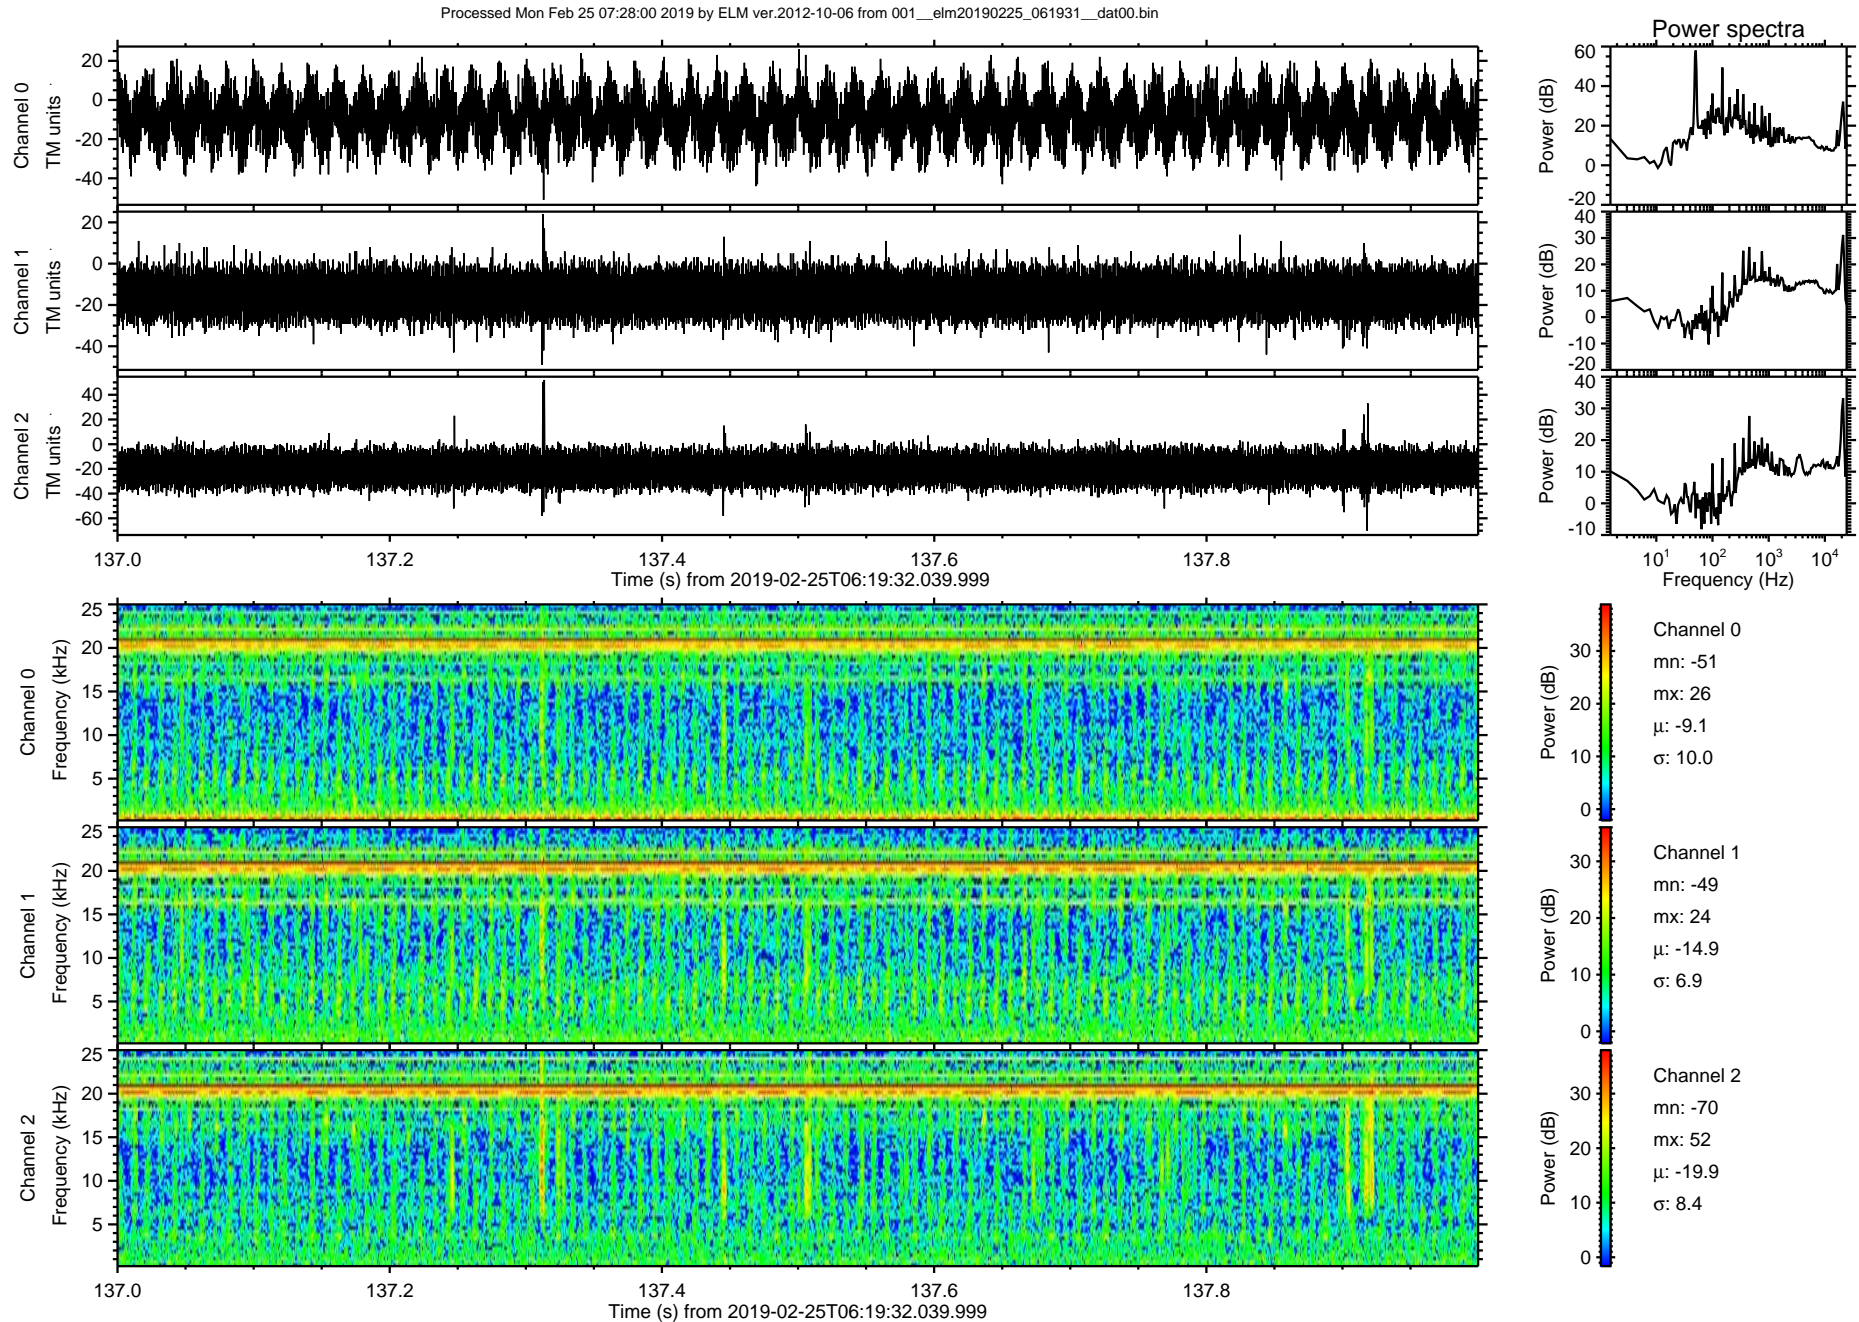 Processed Mon Feb 25 07:28:00 2019 by ELM ver.2012-10-06 from 001__elm20190225_061931__dat00.bin
Power spectra
Channel 0
TM units
20
0
-20
-40
Power (dB)
60
40
20
0
-20
Channel 1
TM units
20
0
-20
-40
Power (dB)
40
30
20
10
0
-10
-20
Channel 2
TM units
40
20
0
-20
-40
-60
Power (dB)
40
30
20
10
0
-10
137.0 137.2 137.4 137.6 137.8
Time (s) from 2019-02-25T06:19:32.039.999
10¹ 10² 10³ 10⁴
Frequency (Hz)
Channel 0
Frequency (kHz)
25
20
15
10
5
Power (dB)
30
20
10
0
Channel 0
mn: -51
mx: 26
μ: -9.1
σ: 10.0
Channel 1
Frequency (kHz)
25
20
15
10
5
Power (dB)
30
20
10
0
Channel 1
mn: -49
mx: 24
μ: -14.9
σ: 6.9
Channel 2
Frequency (kHz)
25
20
15
10
5
Power (dB)
30
20
10
0
Channel 2
mn: -70
mx: 52
μ: -19.9
σ: 8.4
137.0 137.2 137.4 137.6 137.8
Time (s) from 2019-02-25T06:19:32.039.999